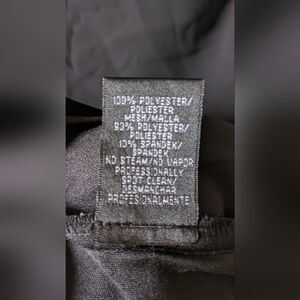 100% POLYESTER/
POLIESTER
MESH/MALLA
90% POLYESTER/
POLIESTER
10% SPANDEX/
SPANDEX
NO STEAM/NO VAPOR
PROFESSIONALLY
SPOT CLEAN/
DESMANCHAR
PROFESIONALMENTE